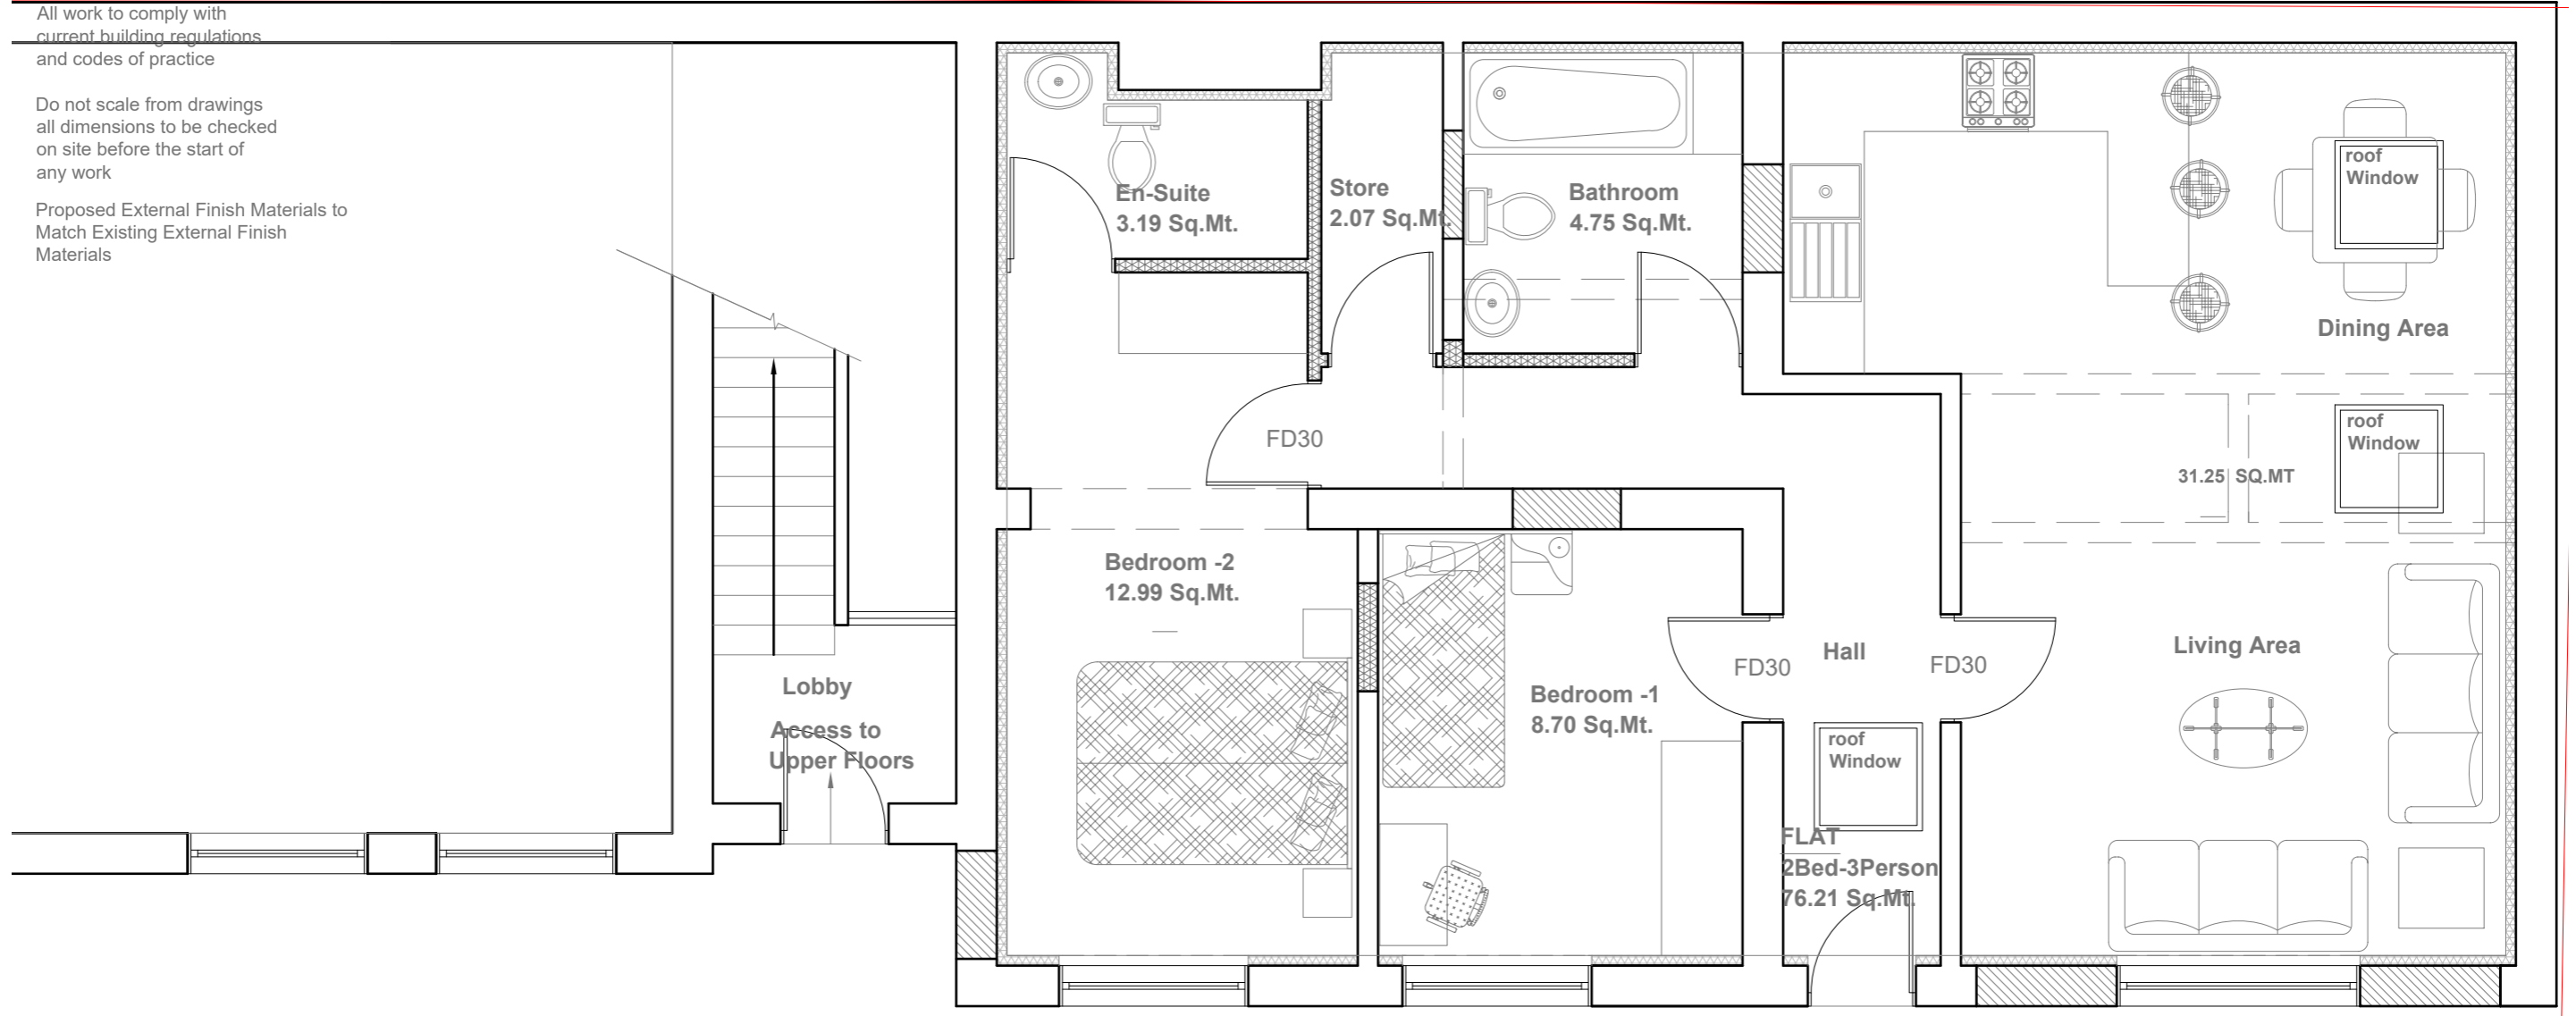 All work to comply with
current building regulations
and codes of practice
Do not scale from drawings
all dimensions to be checked
on site before the start of
any work
Proposed External Finish Materials to
Match Existing External Finish
Materials
En-Suite
3.19 Sq.Mt.
Store
2.07 Sq.Mt.
Bathroom
4.75 Sq.Mt.
roof
Window
Dining Area
FD30
roof
Window
31.25 SQ.MT
Bedroom -2
12.99 Sq.Mt.
Lobby
Access to
Upper Floors
Bedroom -1
8.70 Sq.Mt.
FD30
Hall
FD30
Living Area
roof
Window
FLAT
2Bed-3Person
76.21 Sq.Mt.